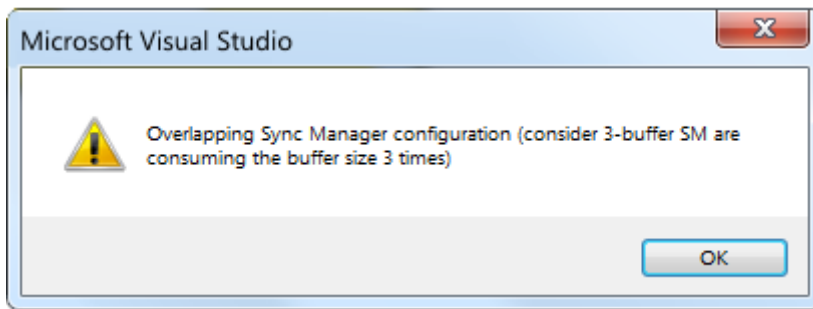 Microsoft Visual Studio
Overlapping Sync Manager configuration (consider 3-buffer SM are
consuming the buffer size 3 times)
OK